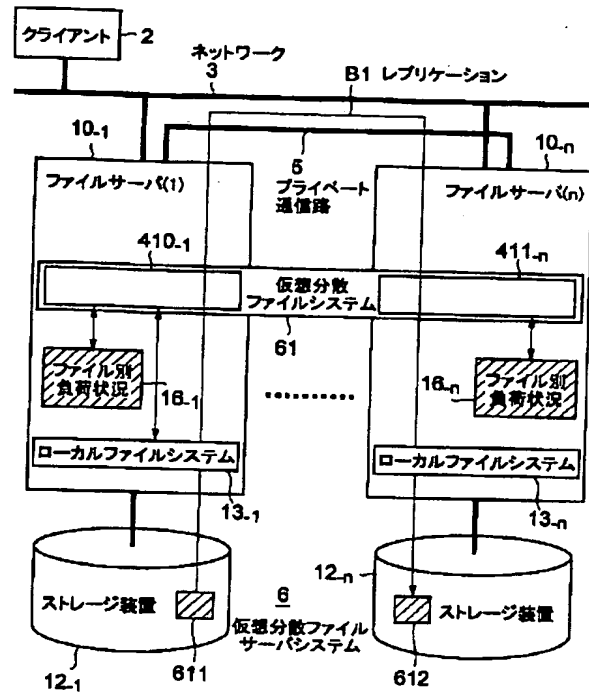 クライアント
2
ネットワーク
3
B1 レプリケーション
10-1
10-n
ファイルサーバ(1)
5
プライベート
通信路
ファイルサーバ(n)
410-1
411-n
仮想分散
ファイルシステム
61
ファイル別
負荷状況
16-1
16-n
ファイル別
負荷状況
ローカルファイルシステム
13-1
ローカルファイルシステム
13-n
ストレージ装置
12-1
611
6
仮想分散ファイル
サーバシステム
12-n
ストレージ装置
612